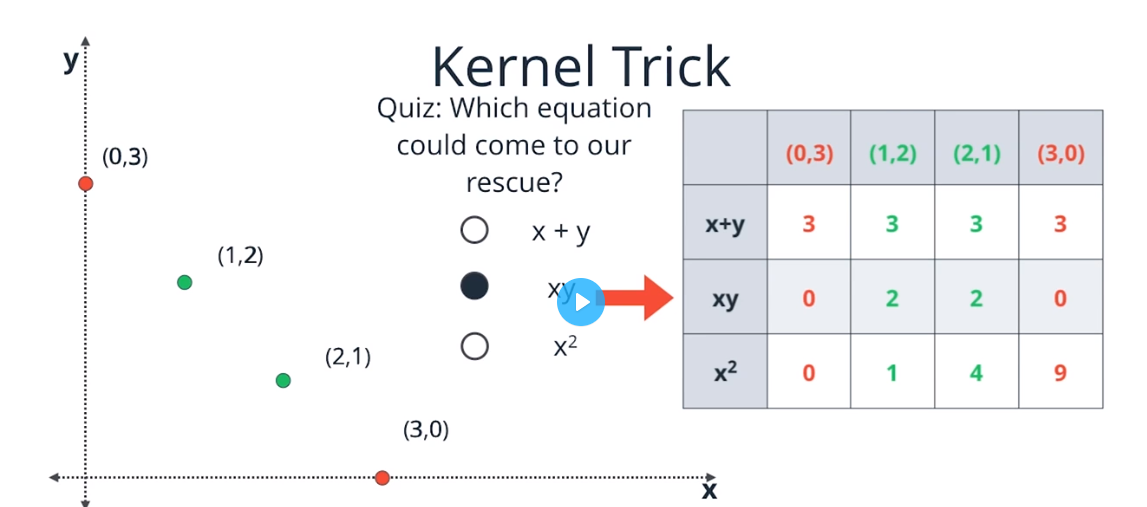 Kernel Trick
Quiz: Which equation
could come to our
rescue?
x + y
xy
x²
y
(0,3)
(1,2)
(2,1)
(3,0)
x
(0,3) (1,2) (2,1) (3,0)
x+y 3 3 3 3
xy 0 2 2 0
x² 0 1 4 9